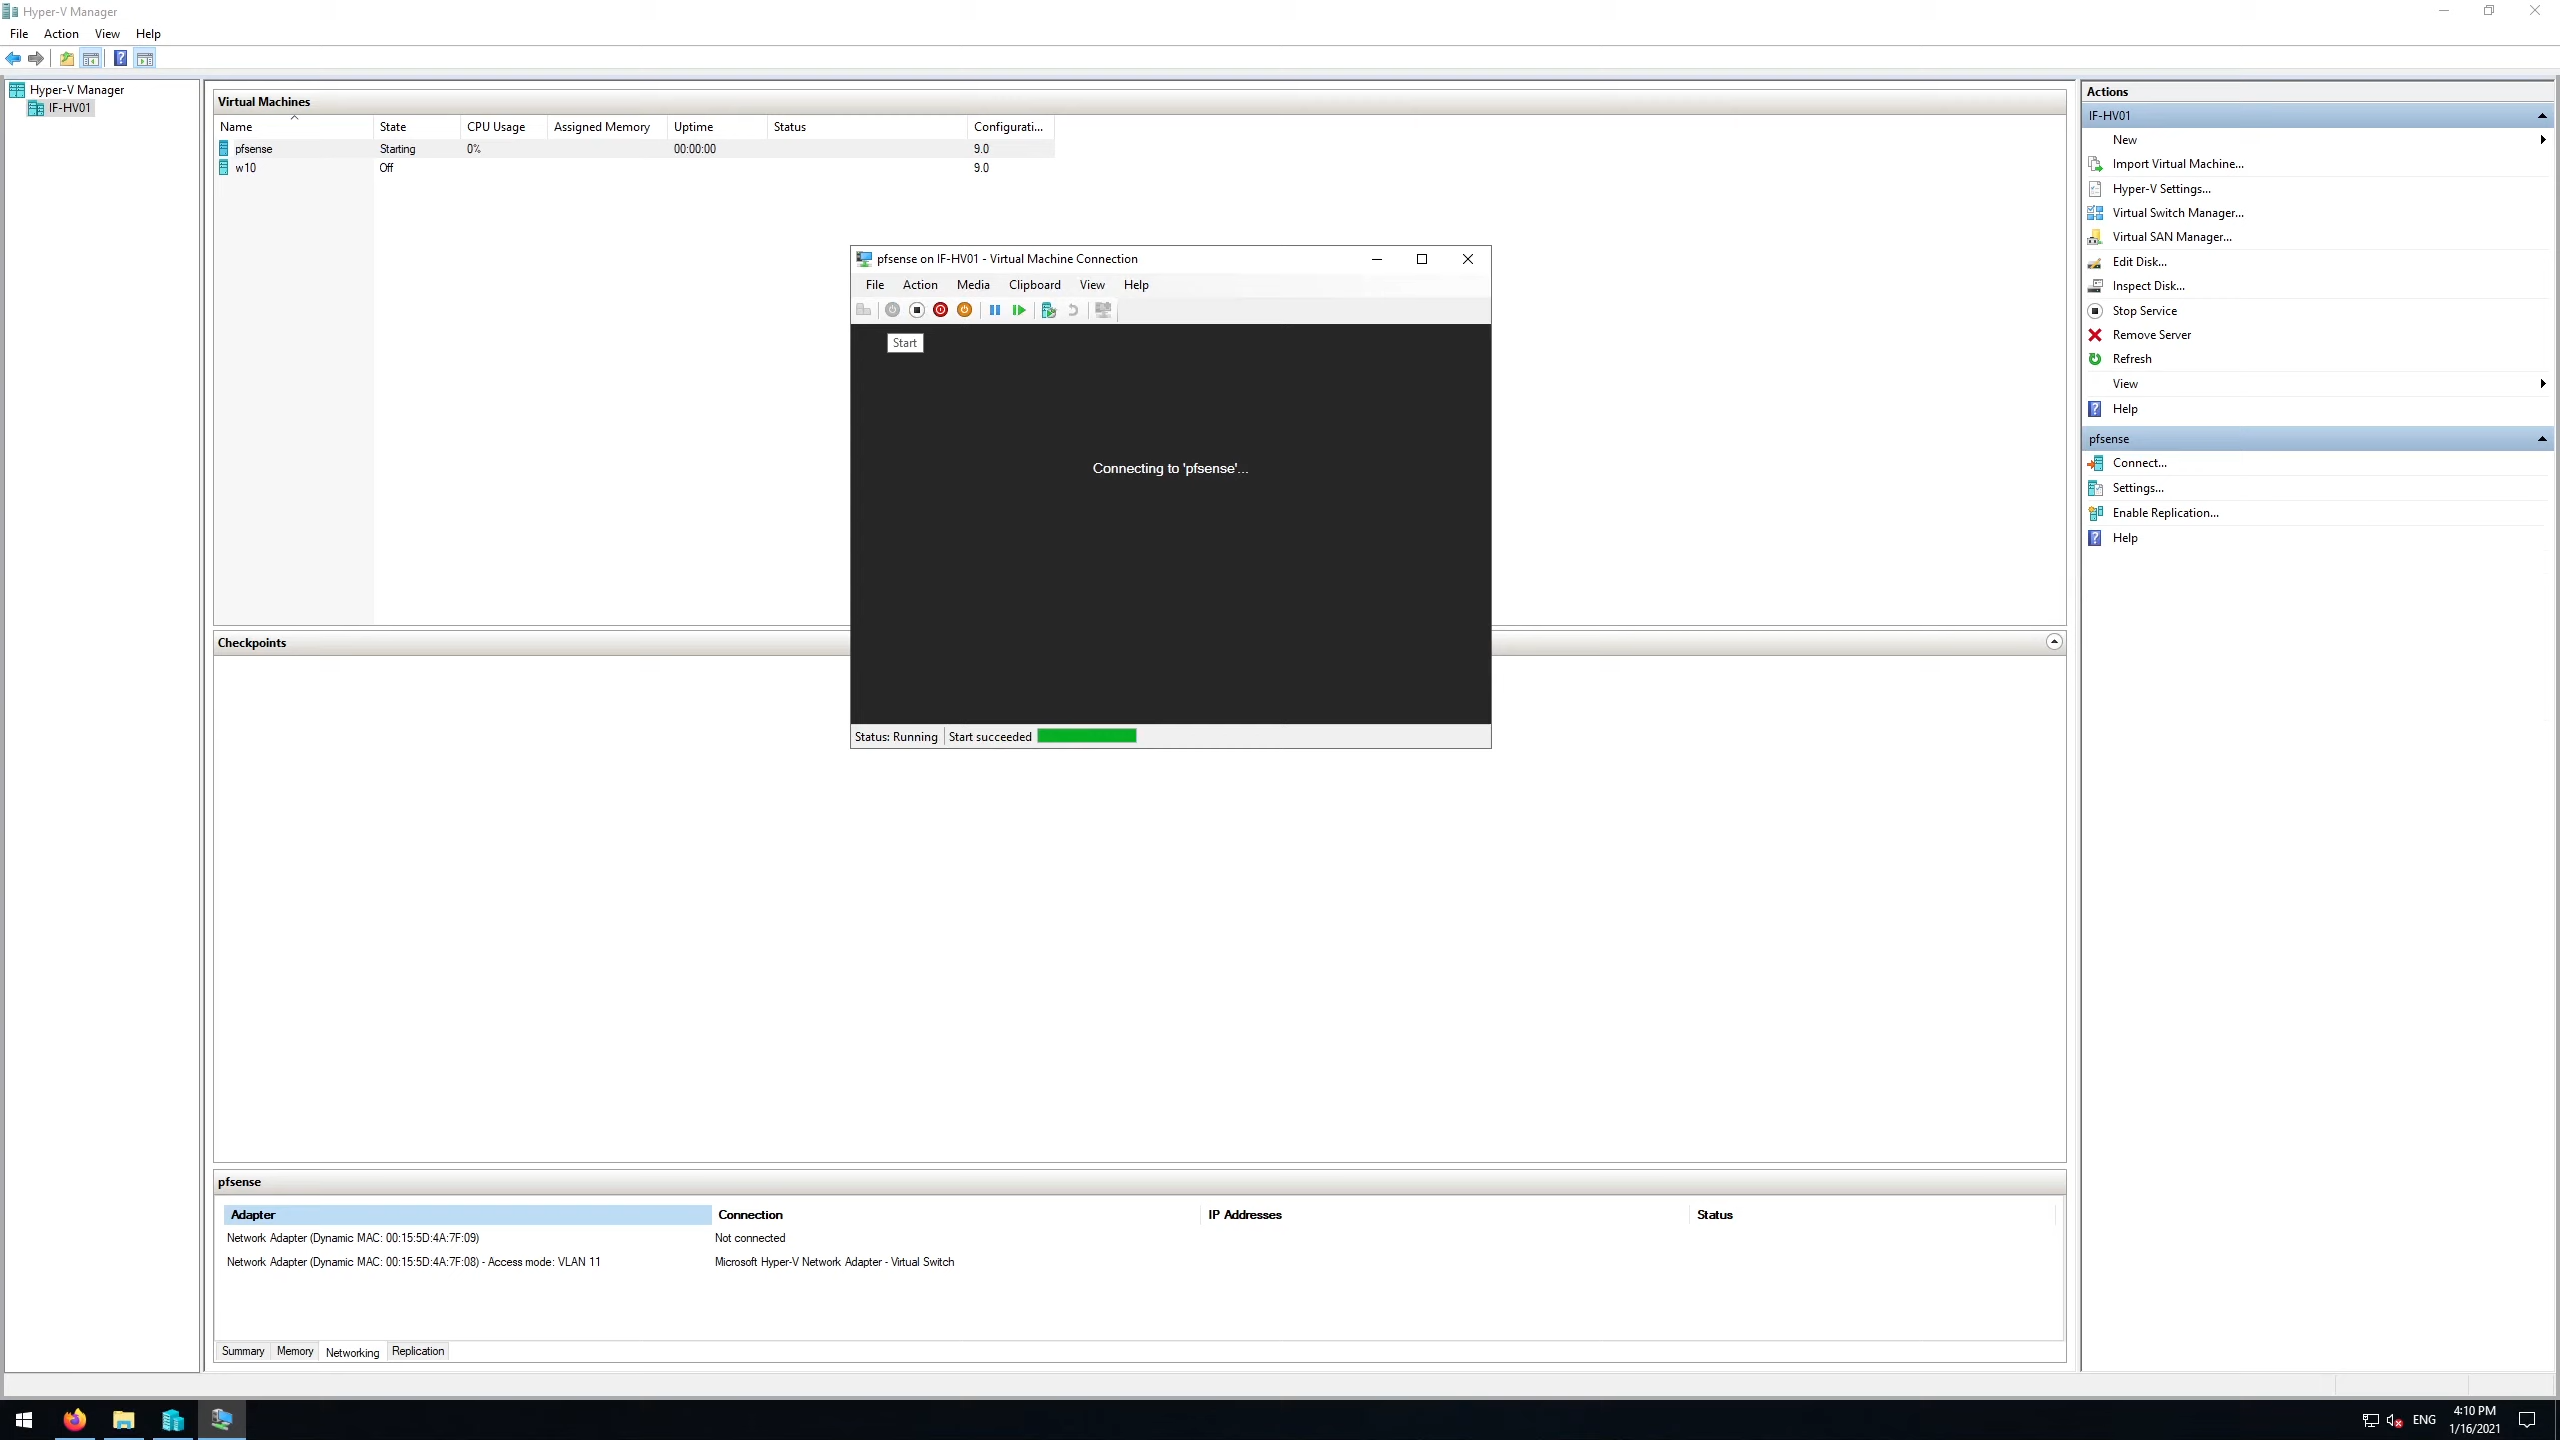 Hyper-V Manager
File Action View Help
Hyper-V Manager
IF-HV01
Virtual Machines
Name State CPU Usage Assigned Memory Uptime Status Configurati...
pfsense Starting 0% 00:00:00 9.0
w10 Off 9.0
pfsense on IF-HV01 - Virtual Machine Connection
File Action Media Clipboard View Help
Start
Connecting to 'pfsense'...
Status: Running Start succeeded
Checkpoints
pfsense
Adapter Connection IP Addresses Status
Network Adapter (Dynamic MAC: 00:15:5D:4A:7F:09) Not connected
Network Adapter (Dynamic MAC: 00:15:5D:4A:7F:08) - Access mode: VLAN 11 Microsoft Hyper-V Network Adapter - Virtual Switch
Summary Memory Networking Replication
Actions
IF-HV01
New
Import Virtual Machine...
Hyper-V Settings...
Virtual Switch Manager...
Virtual SAN Manager...
Edit Disk...
Inspect Disk...
Stop Service
Remove Server
Refresh
View
Help
pfsense
Connect...
Settings...
Enable Replication...
Help
ENG
4:10 PM
1/16/2021